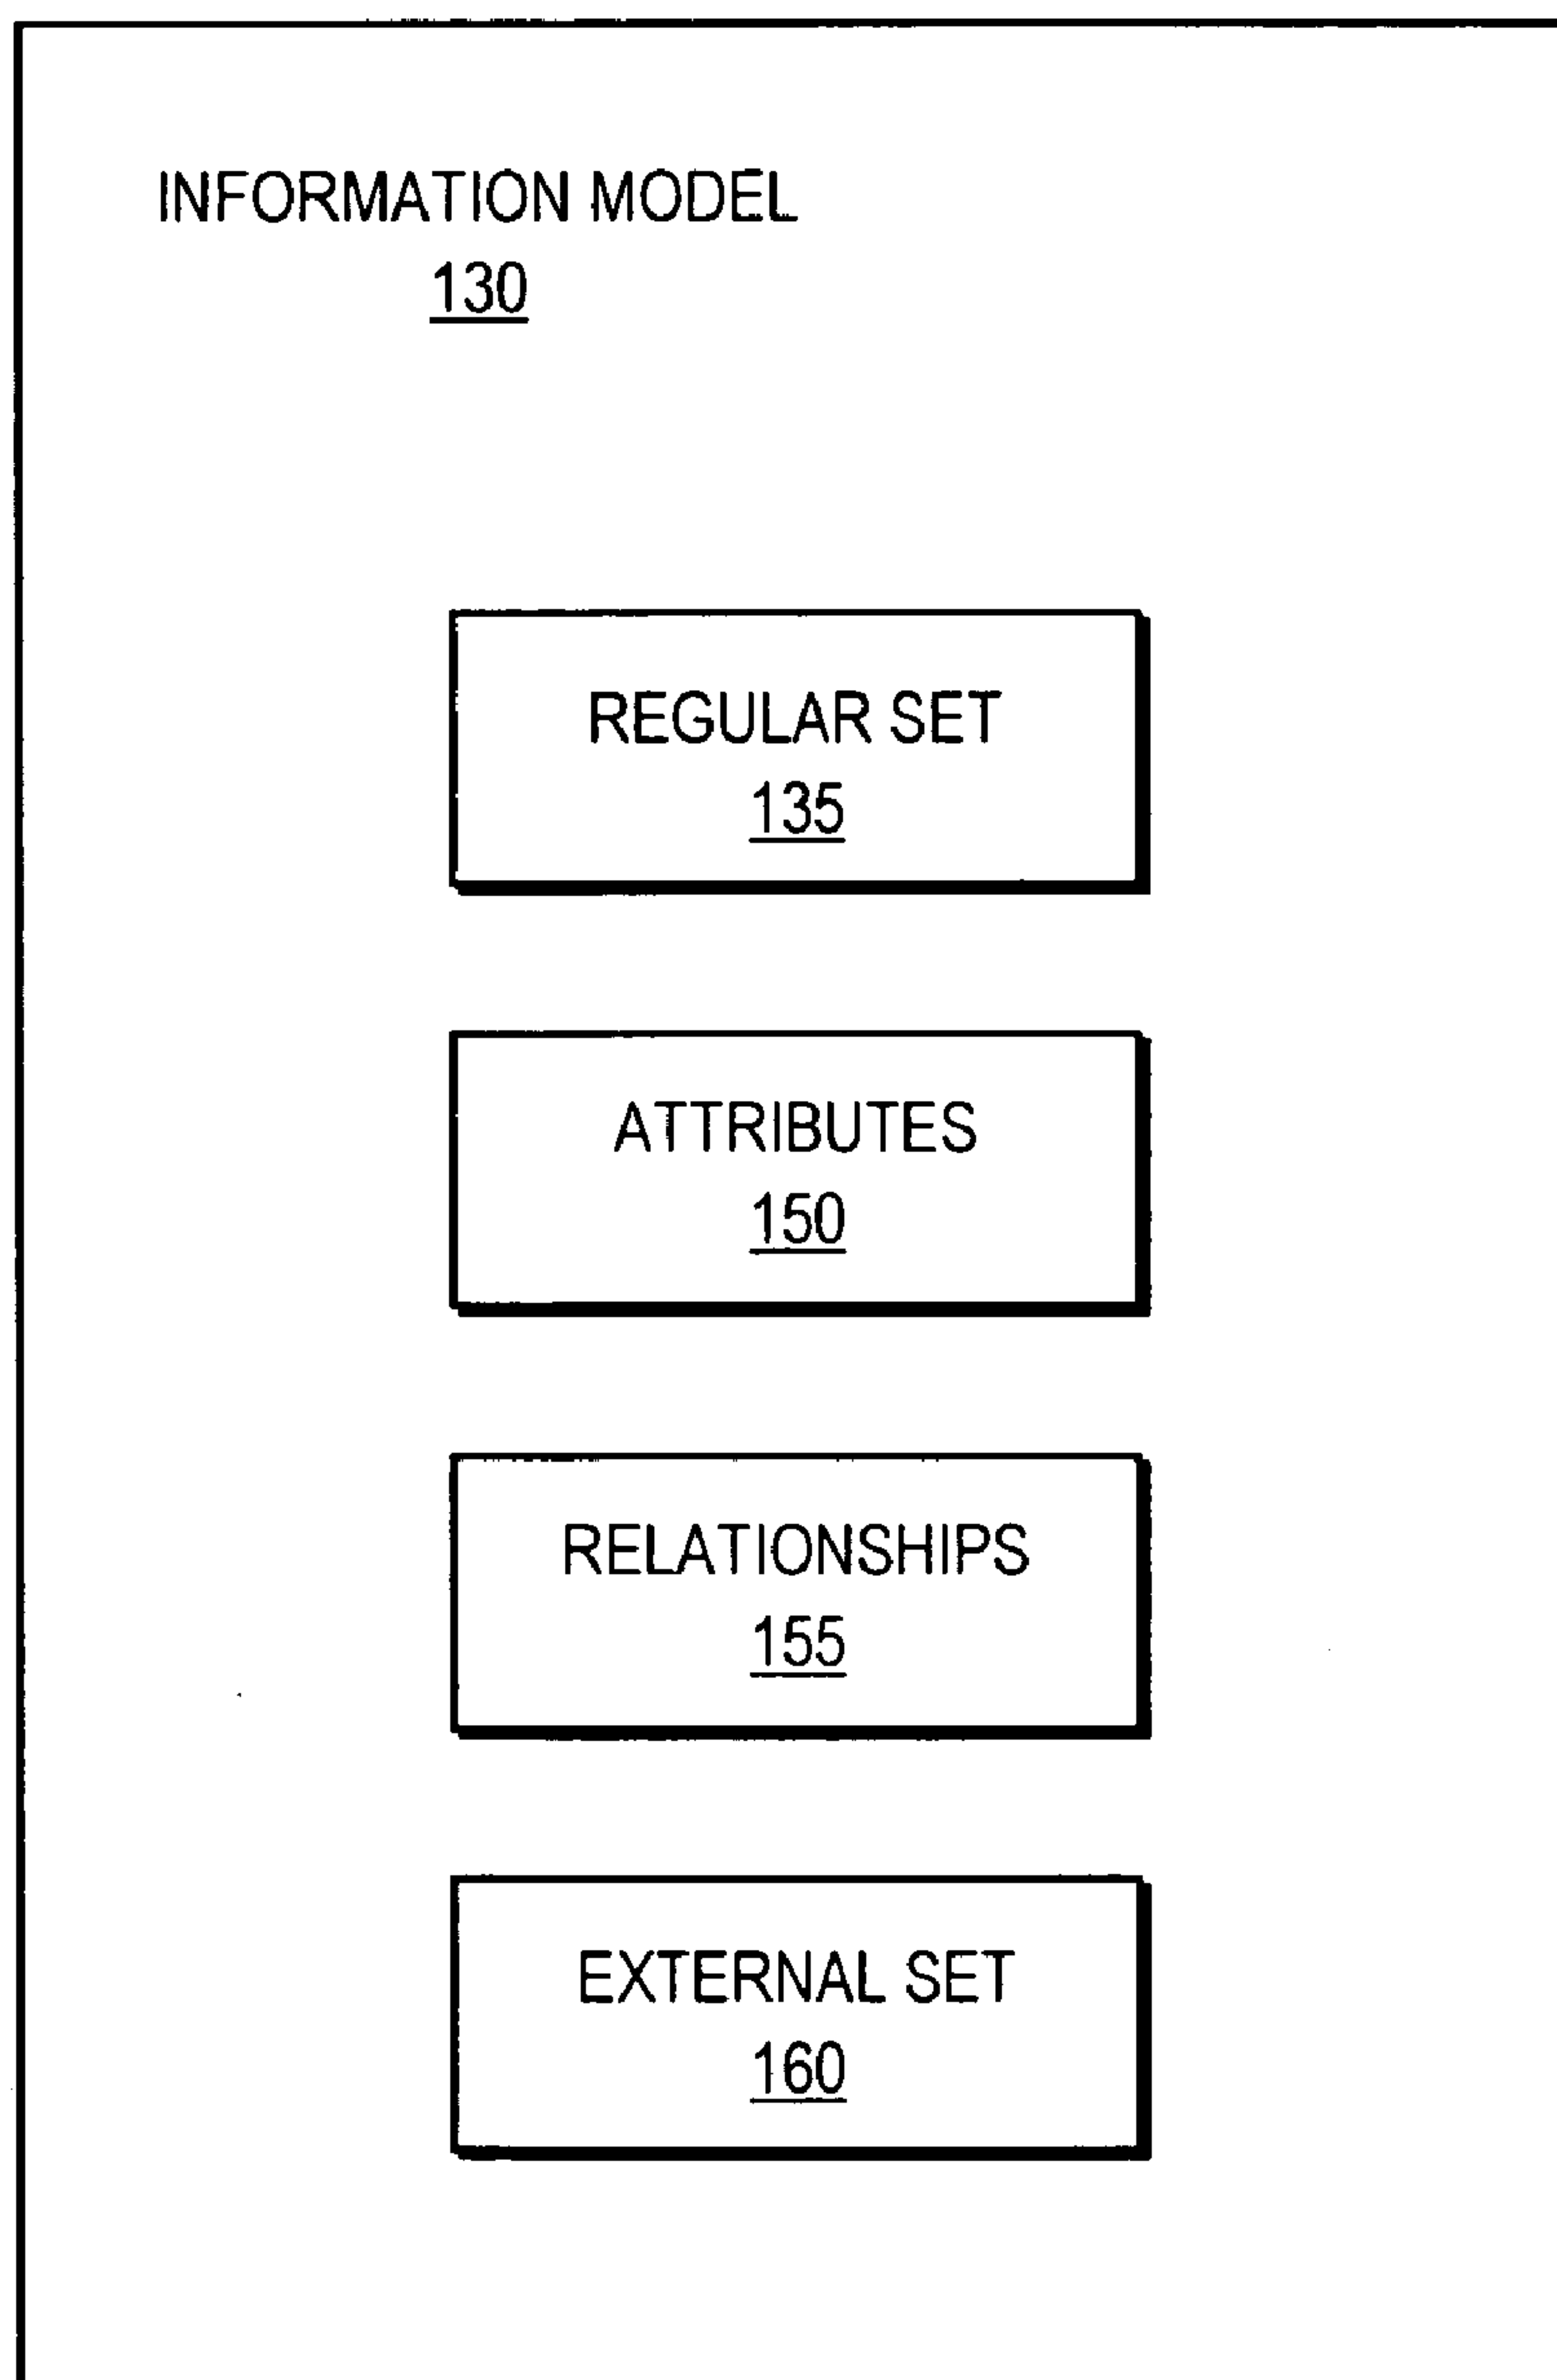 INFORMATION MODEL
130
REGULAR SET
135
ATTRIBUTES
150
RELATIONSHIPS
155
EXTERNAL SET
160